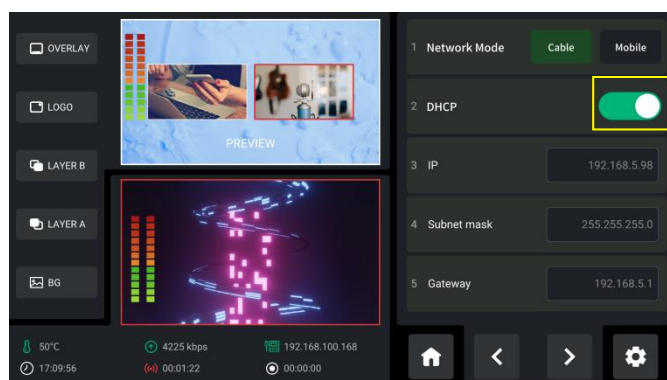 OVERLAY
LOGO
LAYER B
LAYER A
BG
PREVIEW
50°C
4225 kbps
192.168.100.168
17:09:56
00:01:22
00:00:00
1 Network Mode Cable Mobile
2 DHCP
3 IP 192.168.5.98
4 Subnet mask 255.255.255.0
5 Gateway 192.168.5.1